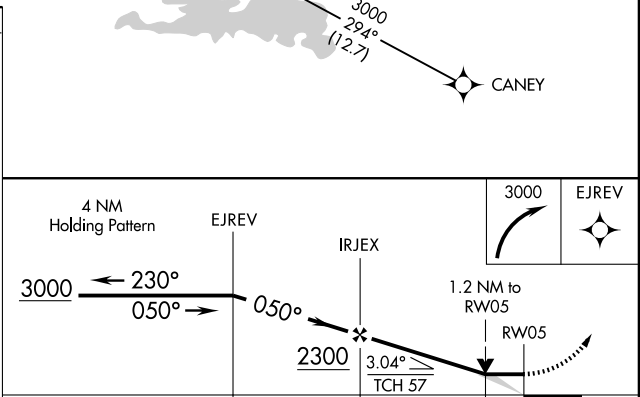 3000
294°
(12.7)
CANEY
3000
EJREV
4 NM
Holding Pattern
EJREV
IRJEX
1.2 NM to
RW05
RW05
3000
230°
050°
050°
2300
3.04°
TCH 57